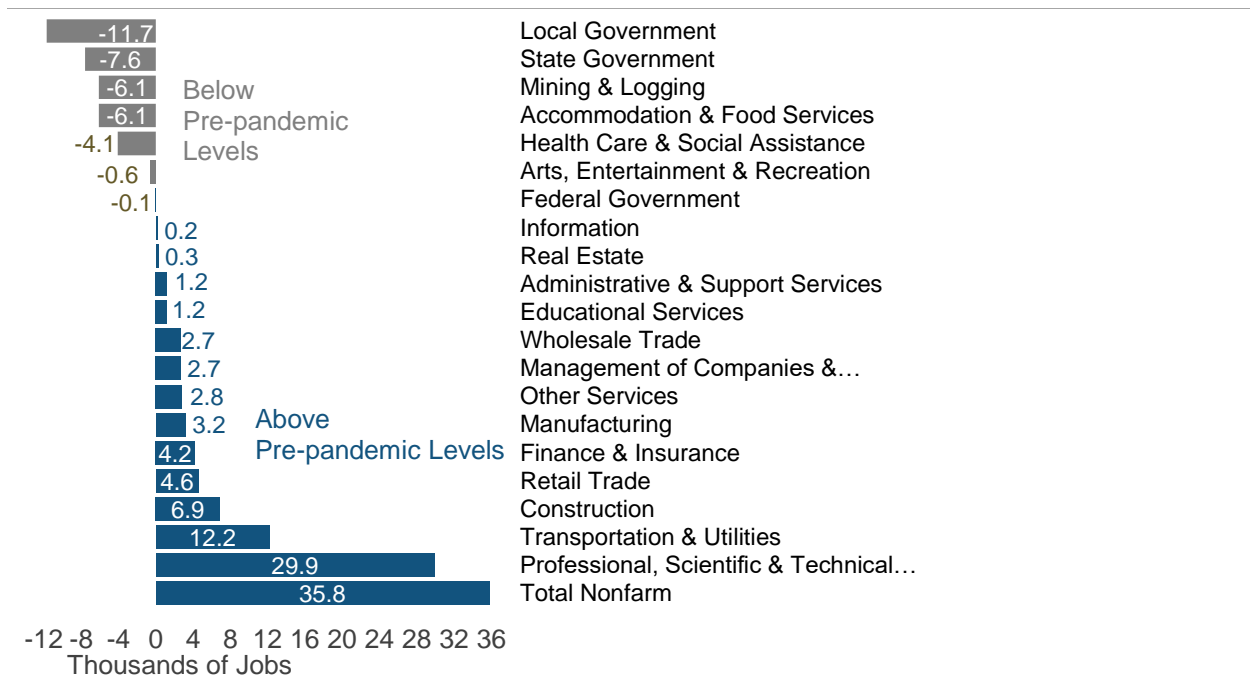 -11.7 Local Government
-7.6 State Government
-6.1 Mining & Logging
-6.1 Accommodation & Food Services
-4.1 Health Care & Social Assistance
-0.6 Arts, Entertainment & Recreation
-0.1 Federal Government
Below
Pre-pandemic
Levels
0.2 Information
0.3 Real Estate
1.2 Administrative & Support Services
1.2 Educational Services
2.7 Wholesale Trade
2.7 Management of Companies &…
2.8 Other Services
3.2 Manufacturing
Above
Pre-pandemic Levels
4.2 Finance & Insurance
4.6 Retail Trade
6.9 Construction
12.2 Transportation & Utilities
29.9 Professional, Scientific & Technical…
35.8 Total Nonfarm
-12 -8 -4 0 4 8 12 16 20 24 28 32 36
Thousands of Jobs